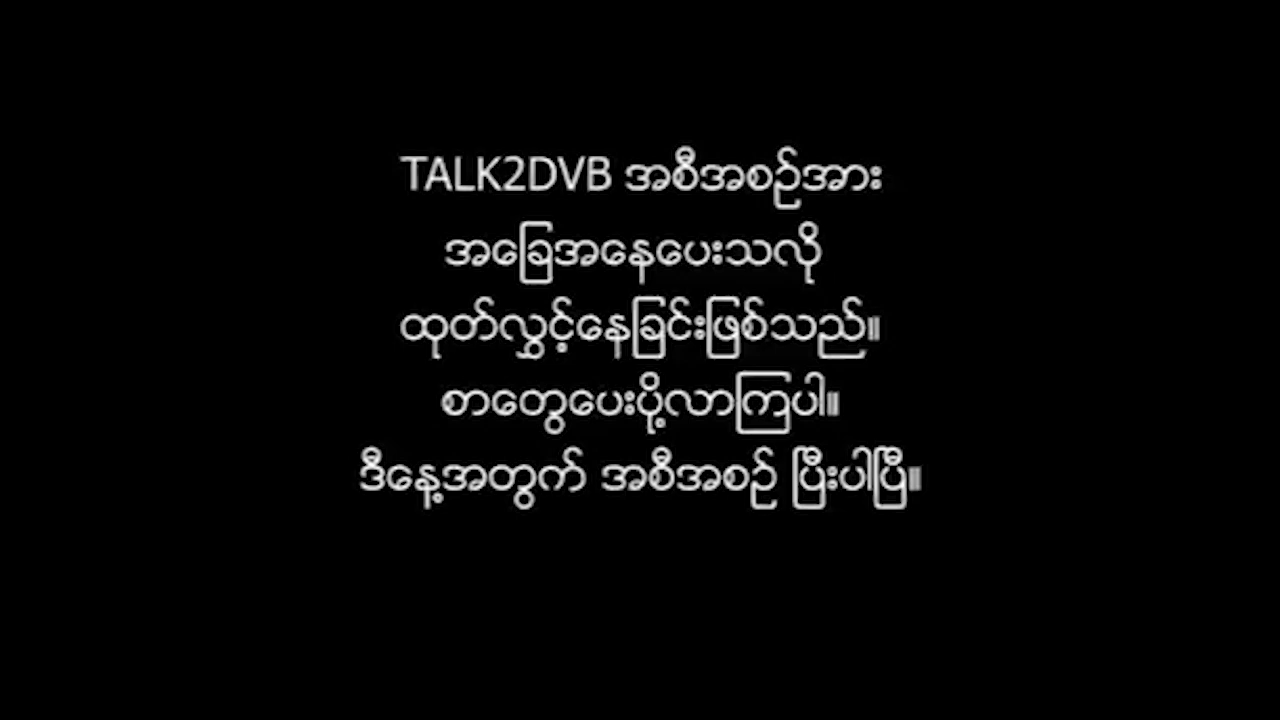 TALK2DVB အစီအစဉ်အား
အခြေအနေပေးသလို
ထုတ်လွှင့်နေခြင်းဖြစ်သည်။
စာတွေပေးပို့လာကြပါ။
ဒီနေ့အတွက် အစီအစဉ် ပြီးပါပြီ။